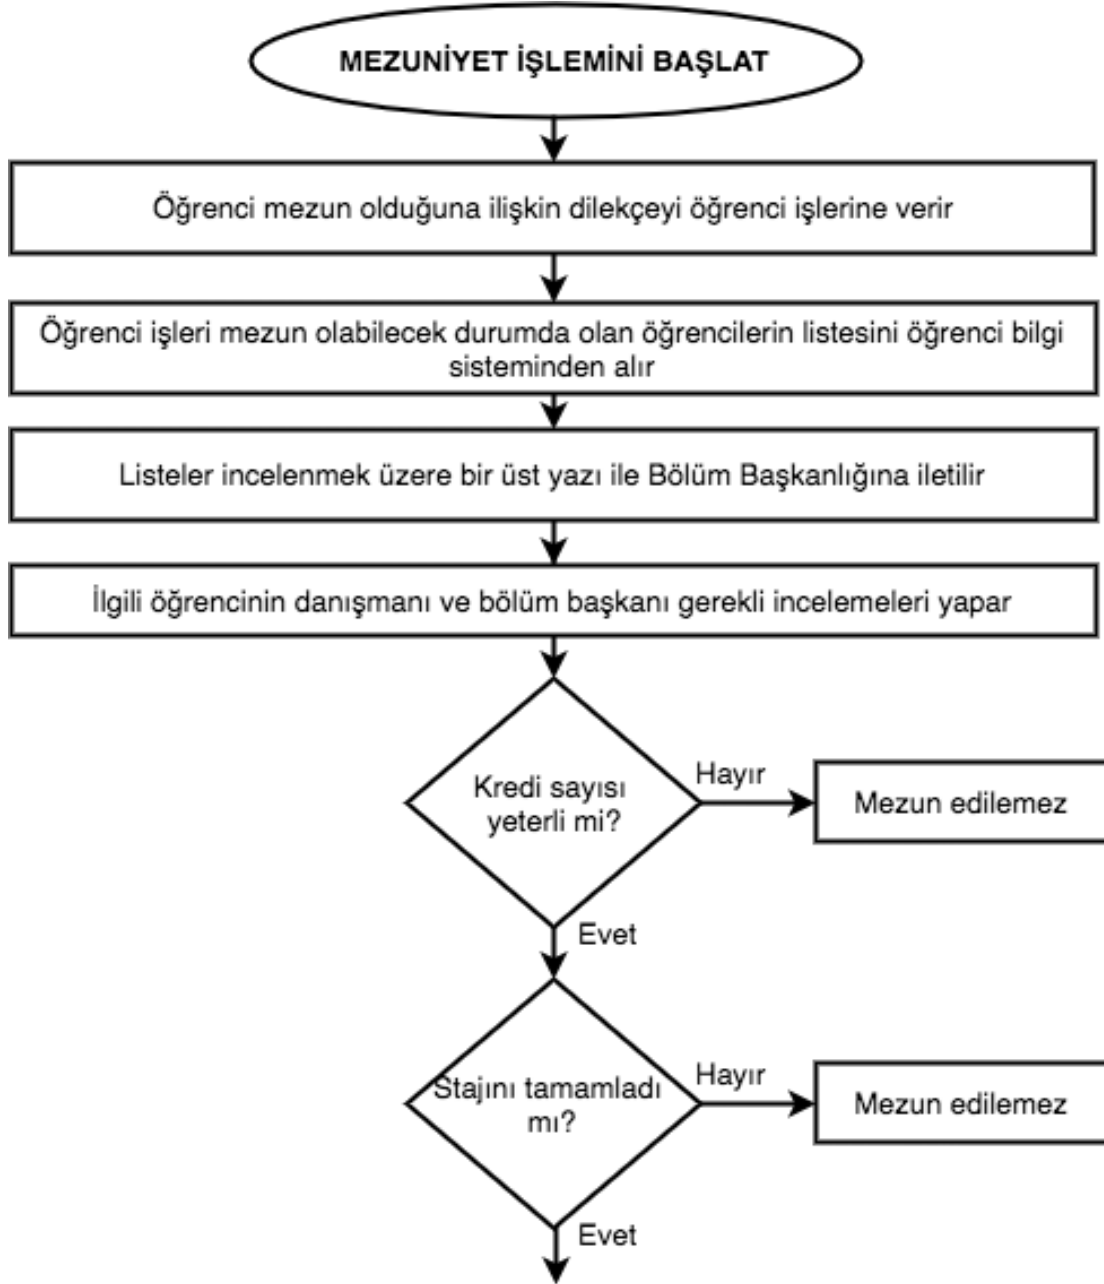 MEZUNİYET İŞLEMİNİ BAŞLAT
Öğrenci mezun olduğuna ilişkin dilekçeyi öğrenci işlerine verir
Öğrenci işleri mezun olabilecek durumda olan öğrencilerin listesini öğrenci bilgi
sisteminden alır
Listeler incelenmek üzere bir üst yazı ile Bölüm Başkanlığına iletilir
İlgili öğrencinin danışmanı ve bölüm başkanı gerekli incelemeleri yapar
Kredi sayısı
yeterli mi?
Hayır
Mezun edilemez
Evet
Stajını tamamladı
mı?
Hayır
Mezun edilemez
Evet